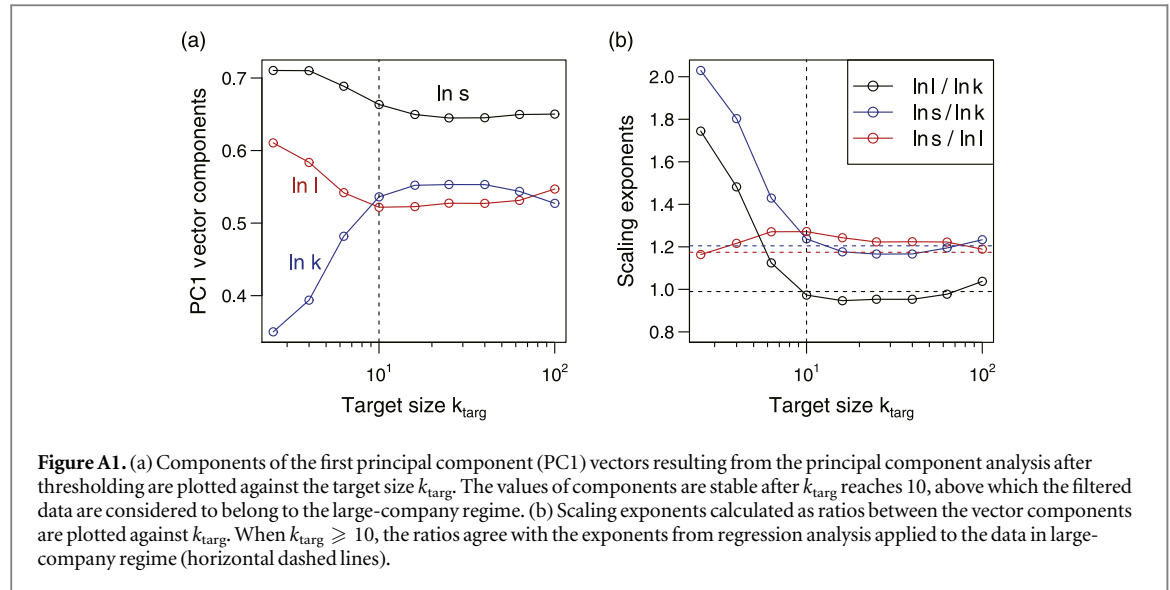 (a)
(b)
0.7
0.6
0.5
0.4
PC1 vector components
ln s
ln l
ln k
10^1
10^2
Target size k_targ
2.0
1.8
1.6
1.4
1.2
1.0
0.8
Scaling exponents
lnl / lnk
lns / lnk
lns / lnl
10^1
10^2
Target size k_targ
Figure A1. (a) Components of the first principal component (PC1) vectors resulting from the principal component analysis after
thresholding are plotted against the target size k_targ. The values of components are stable after k_targ reaches 10, above which the filtered
data are considered to belong to the large-company regime. (b) Scaling exponents calculated as ratios between the vector components
are plotted against k_targ. When k_targ ⩾ 10, the ratios agree with the exponents from regression analysis applied to the data in large-
company regime (horizontal dashed lines).